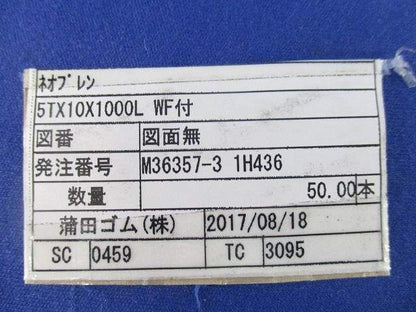 ネオプレン
5TX10X1000L WF付
図番 図面無
発注番号 M36357-3 1H436
数量 50.00本
蒲田ゴム(株) 2017/08/18
SC 0459 TC 3095